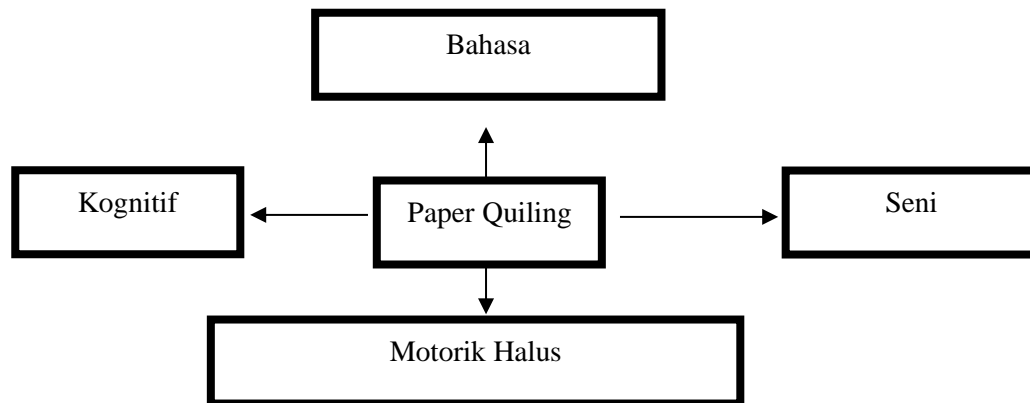 Bahasa
Kognitif
Paper Quiling
Seni
Motorik Halus